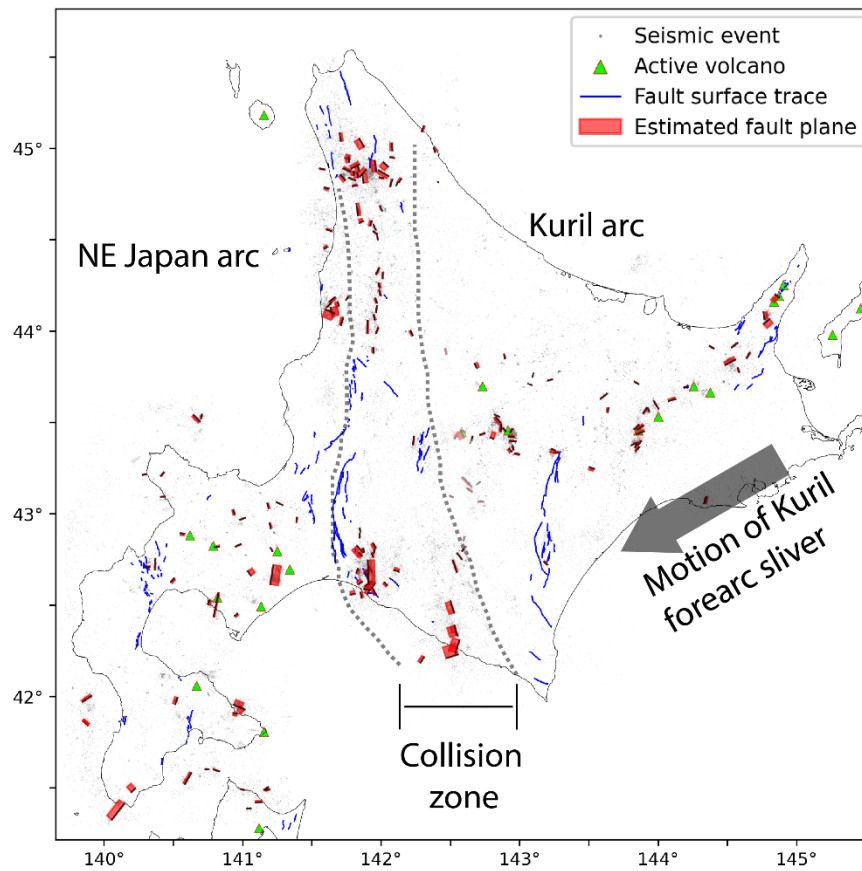 Seismic event
Active volcano
Fault surface trace
Estimated fault plane
45°
44°
43°
42°
NE Japan arc
Kuril arc
Motion of Kuril
forearc sliver
Collision
zone
140°
141°
142°
143°
144°
145°